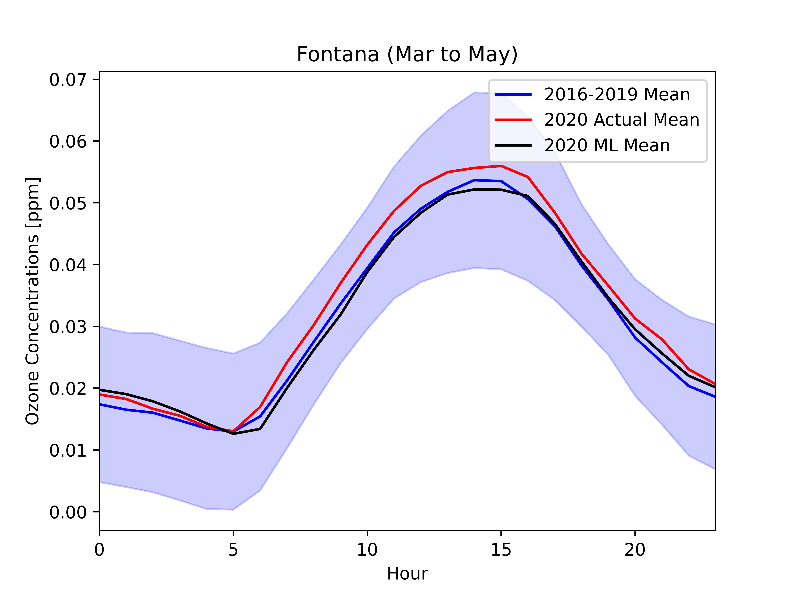 Fontana (Mar to May)
2016-2019 Mean
2020 Actual Mean
2020 ML Mean
Ozone Concentrations [ppm]
0.07
0.06
0.05
0.04
0.03
0.02
0.01
0.00
0 5 10 15 20
Hour